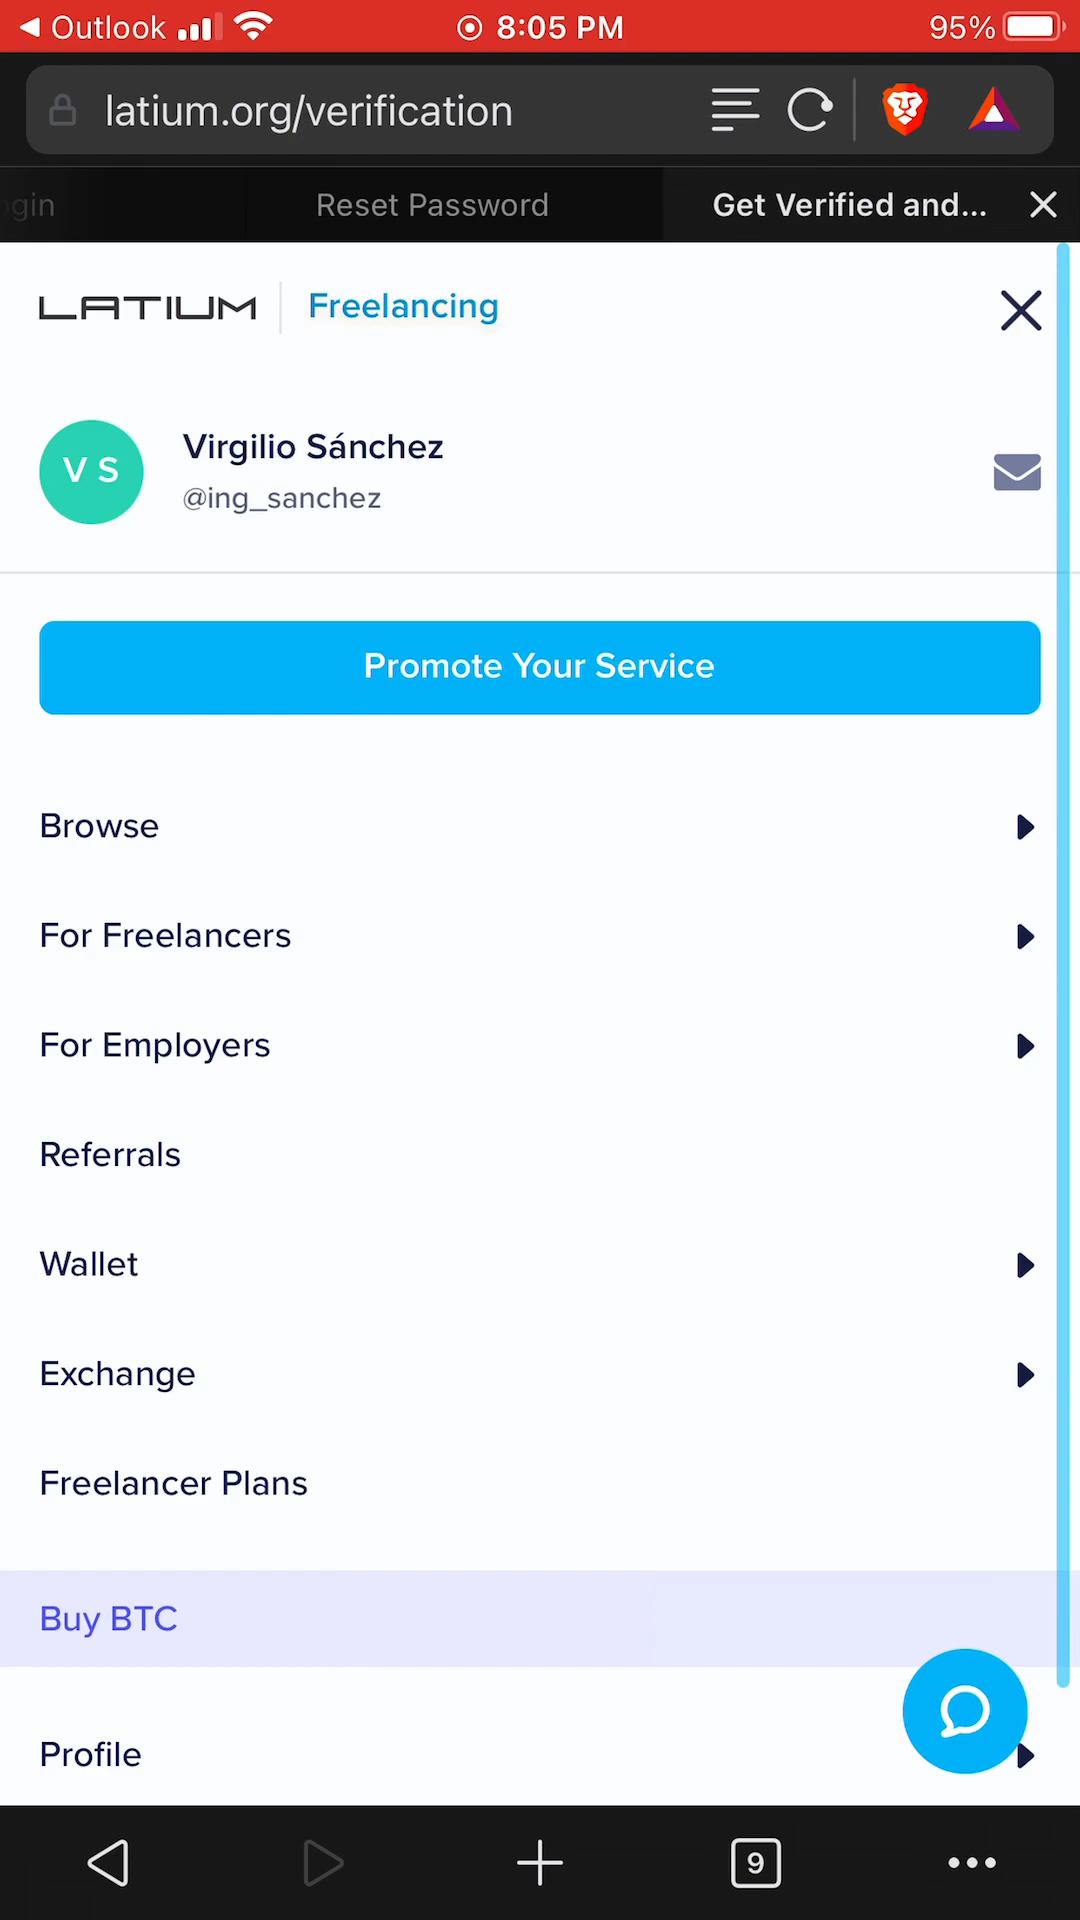 Outlook
8:05 PM
95%
latium.org/verification
gin
Reset Password
Get Verified and...
LATIUM
Freelancing
V S
Virgilio Sánchez
@ing_sanchez
Promote Your Service
Browse
For Freelancers
For Employers
Referrals
Wallet
Exchange
Freelancer Plans
Buy BTC
Profile
9